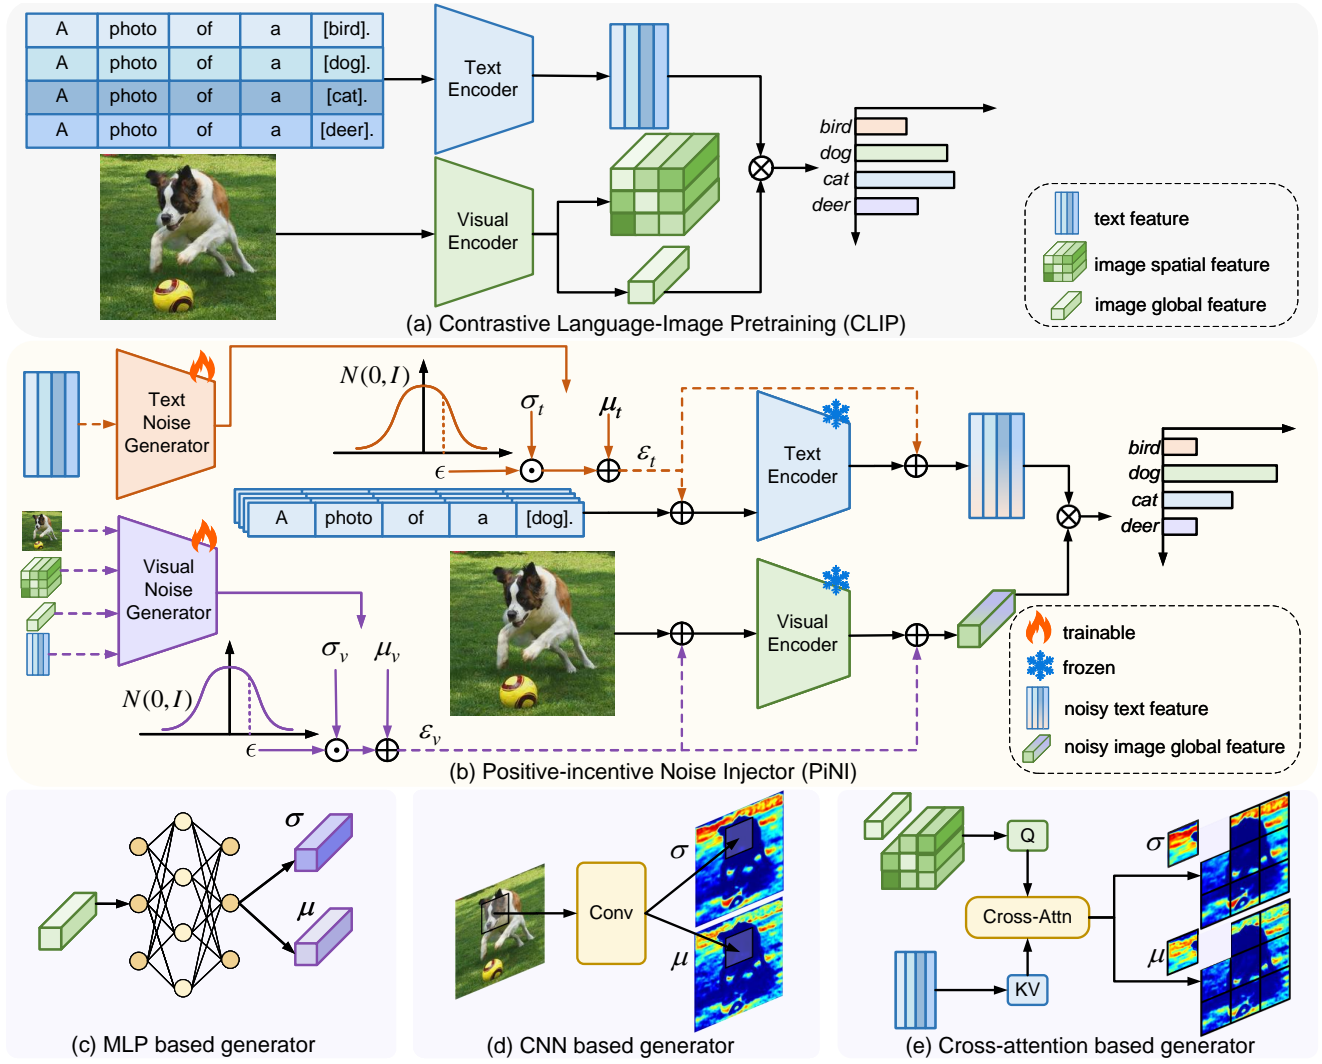 A photo of a [bird].
A photo of a [dog].
A photo of a [cat].
A photo of a [deer].
Text
Encoder
Visual
Encoder
bird
dog
cat
deer
text feature
image spatial feature
image global feature
(a) Contrastive Language-Image Pretraining (CLIP)
Text
Noise
Generator
N(0, I)
σt
μt
ϵ
εt
A photo of a [dog].
Text
Encoder
bird
dog
cat
deer
Visual
Noise
Generator
N(0, I)
σv
μv
ϵ
εv
Visual
Encoder
trainable
frozen
noisy text feature
noisy image global feature
(b) Positive-incentive Noise Injector (PiNI)
σ
μ
(c) MLP based generator
Conv
σ
μ
(d) CNN based generator
Q
Cross-Attn
KV
σ
μ
(e) Cross-attention based generator